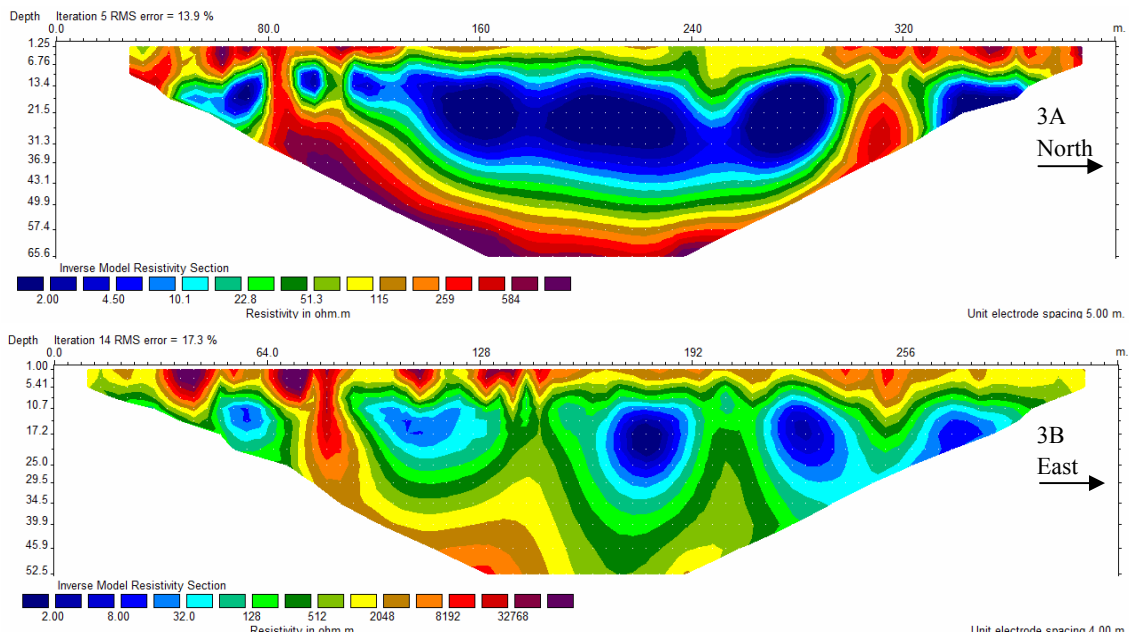 Depth Iteration 5 RMS error = 13.9 %
0.0 80.0 160 240 320 m.
1.25
6.76
13.4
21.5
31.3
36.9
43.1
49.9
57.4
65.6
3A
North
Inverse Model Resistivity Section
2.00 4.50 10.1 22.8 51.3 115 259 584
Resistivity in ohm.m Unit electrode spacing 5.00 m.
Depth Iteration 14 RMS error = 17.3 %
0.0 64.0 128 192 256 m.
1.00
5.41
10.7
17.2
25.0
29.5
34.5
39.9
45.9
52.5
3B
East
Inverse Model Resistivity Section
2.00 8.00 32.0 128 512 2048 8192 32768
Resistivity in ohm.m Unit electrode spacing 4.00 m.